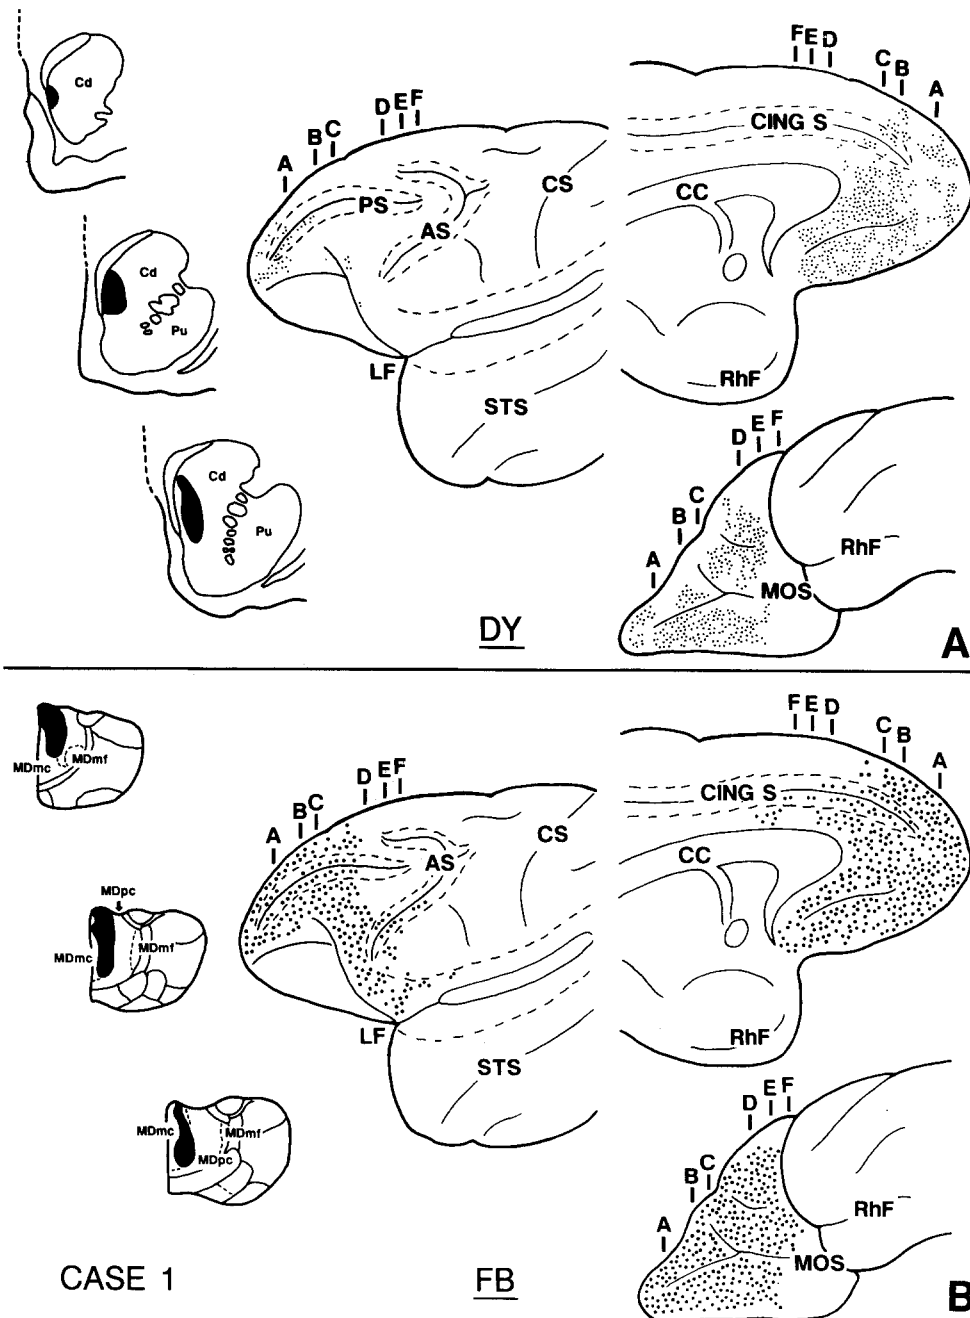 F E D
C B
A
Cd
D E F
B C
A
CING S
PS
CS
CC
AS
Cd
Pu
LF
RhF
STS
D E F
C
B
A
Cd
Pu
RhF
MOS
DY
A
F E D
C B
A
MDmc
MDmf
D E F
B C
A
CING S
CS
AS
CC
MDpc
MDmc
MDmf
LF
RhF
STS
D E F
B C
A
MDmc
MDmf
MDpc
RhF
MOS
CASE 1
FB
B